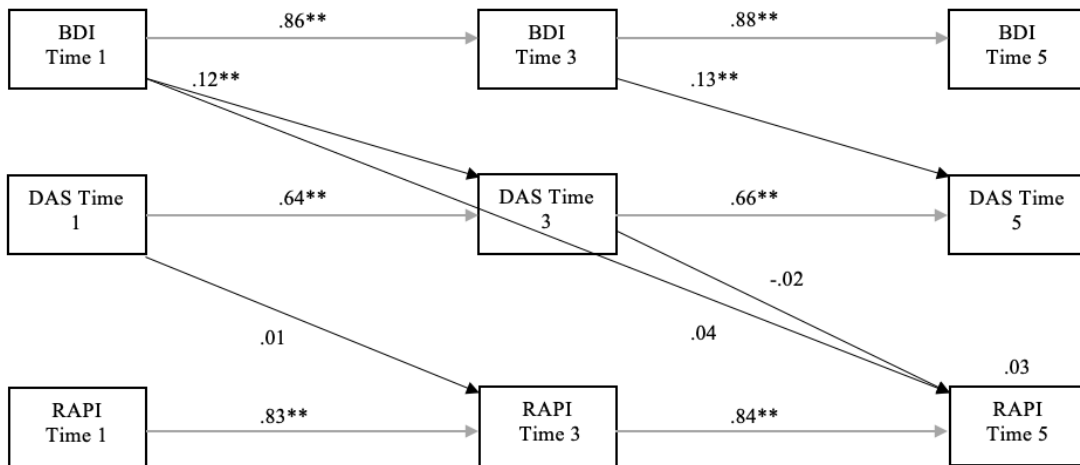 BDI
Time 1
.86**
BDI
Time 3
.88**
BDI
Time 5
.12**
.13**
DAS Time
1
.64**
DAS Time
3
.66**
DAS Time
5
-.02
.01
.04
.03
RAPI
Time 1
.83**
RAPI
Time 3
.84**
RAPI
Time 5